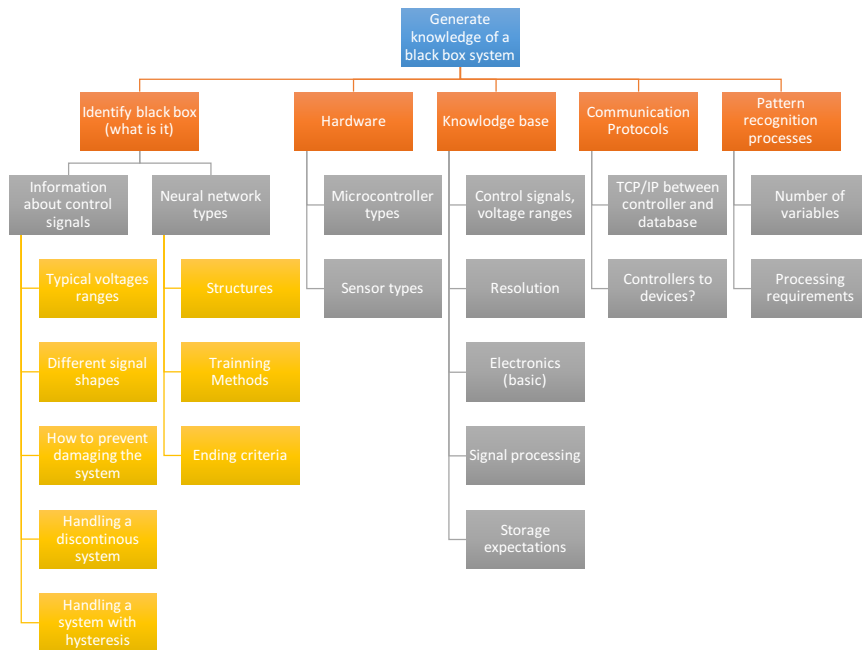 Generate
knowledge of a
black box system
Identify black box
(what is it)
Hardware
Knowlodge base
Communication
Protocols
Pattern
recognition
processes
Information
about control
signals
Neural network
types
Microcontroller
types
Control signals,
voltage ranges
TCP/IP between
controller and
database
Number of
variables
Typical voltages
ranges
Structures
Sensor types
Resolution
Controllers to
devices?
Processing
requirements
Different signal
shapes
Trainning
Methods
Electronics
(basic)
How to prevent
damaging the
system
Ending criteria
Signal processing
Handling a
discontinous
system
Storage
expectations
Handling a
system with
hysteresis